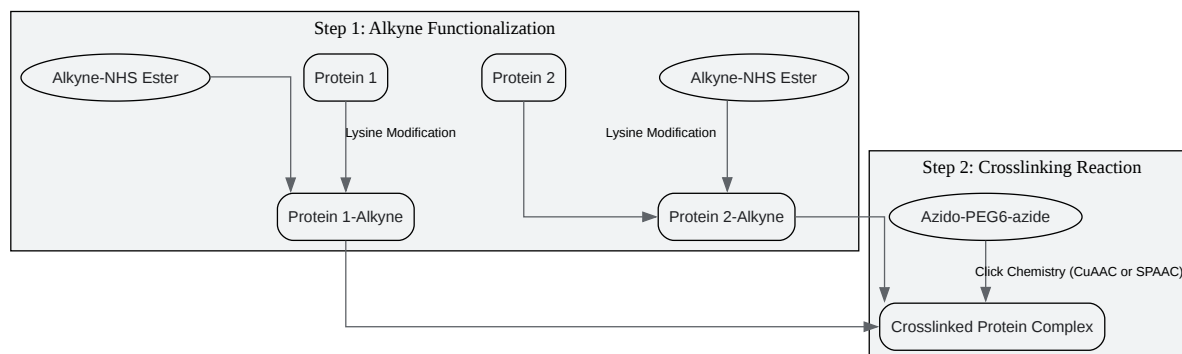 Step 1: Alkyne Functionalization
Alkyne-NHS Ester
Protein 1
Protein 2
Alkyne-NHS Ester
Lysine Modification
Lysine Modification
Protein 1-Alkyne
Protein 2-Alkyne
Step 2: Crosslinking Reaction
Azido-PEG6-azide
Click Chemistry (CuAAC or SPAAC)
Crosslinked Protein Complex